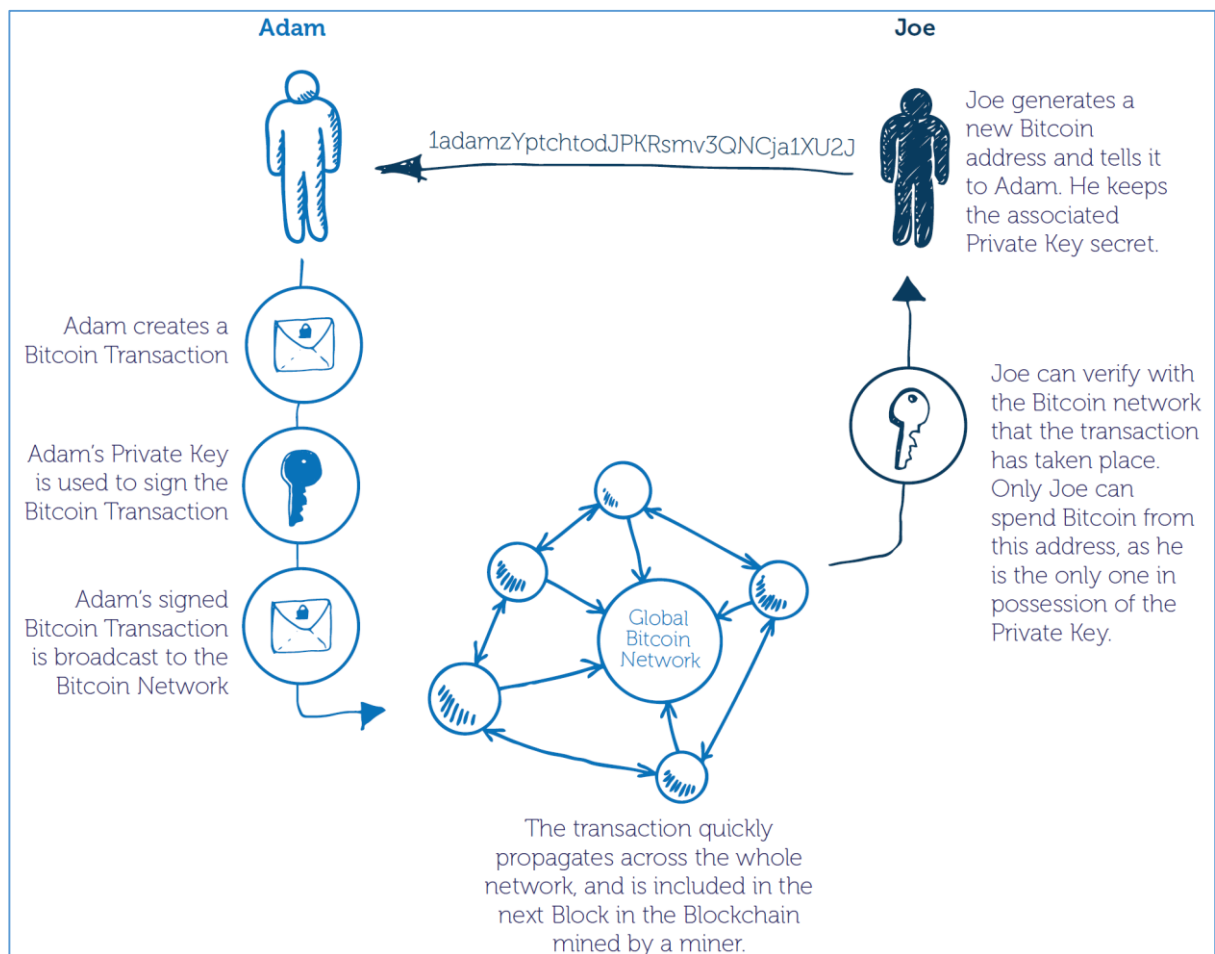 Adam
Joe
1adamzYptchtodJPKRsmv3QNCja1XU2J
Joe generates a
new Bitcoin
address and tells it
to Adam. He keeps
the associated
Private Key secret.
Adam creates a
Bitcoin Transaction
Adam's Private Key
is used to sign the
Bitcoin Transaction
Adam's signed
Bitcoin Transaction
is broadcast to the
Bitcoin Network
Global
Bitcoin
Network
The transaction quickly
propagates across the whole
network, and is included in the
next Block in the Blockchain
mined by a miner.
Joe can verify with
the Bitcoin network
that the transaction
has taken place.
Only Joe can
spend Bitcoin from
this address, as he
is the only one in
possession of the
Private Key.